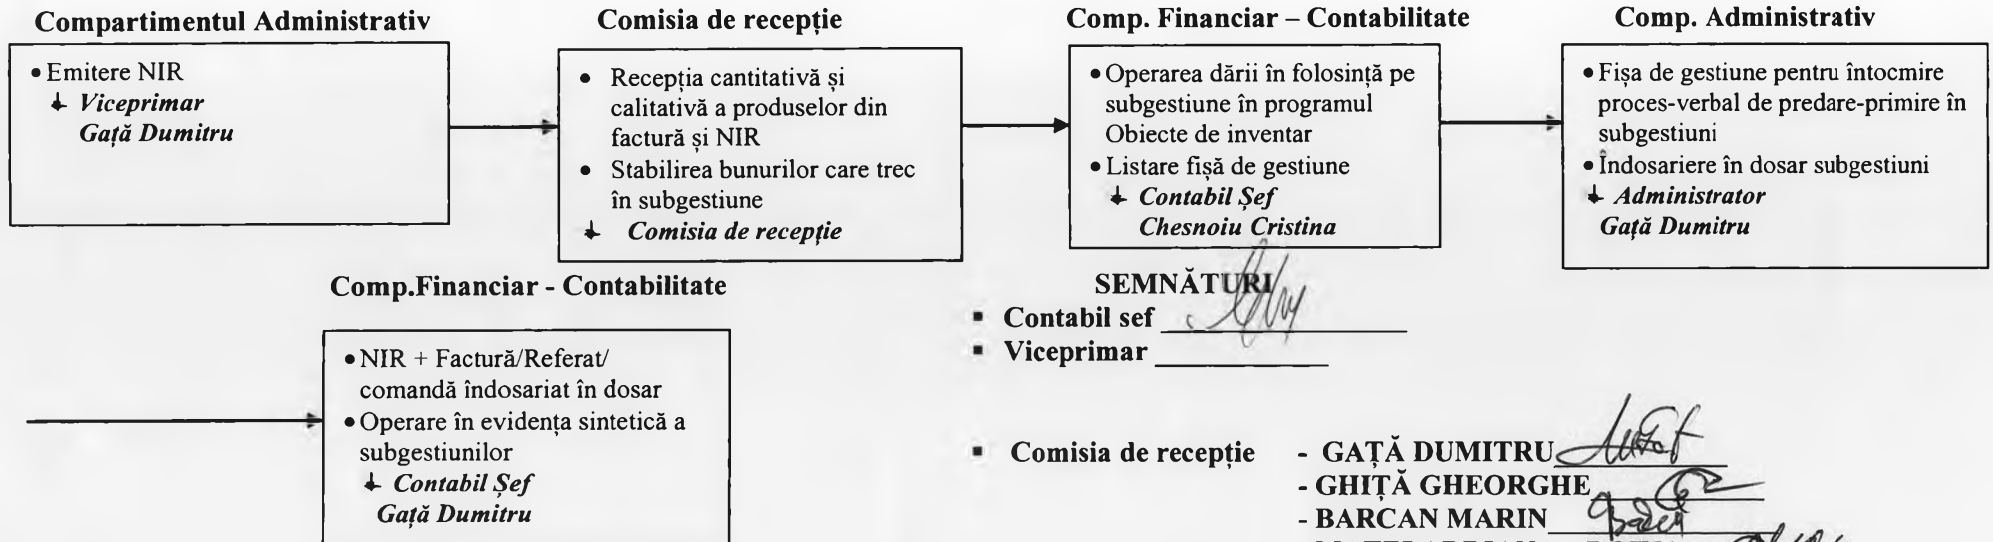 Compartimentul Administrativ
• Emitere NIR
Viceprimar
Gață Dumitru
Comisia de recepție
• Recepția cantitativă și
calitativă a produselor din
factură și NIR
• Stabilirea bunurilor care trec
în subgestiune
Comisia de recepție
Comp. Financiar – Contabilitate
• Operarea dării în folosință pe
subgestiune în programul
Obiecte de inventar
• Listare fișă de gestiune
Contabil Șef
Chesnoiu Cristina
Comp. Administrativ
• Fișa de gestiune pentru întocmire
proces-verbal de predare-primire în
subgestiuni
• Îndosariere în dosar subgestiuni
Administrator
Gață Dumitru
Comp.Financiar - Contabilitate
• NIR + Factură/Referat/
comandă îndosariat în dosar
• Operare în evidența sintetică a
subgestiunilor
Contabil Șef
Gață Dumitru
SEMNĂTURI
▪ Contabil sef
▪ Viceprimar
▪ Comisia de recepție - GAȚĂ DUMITRU
- GHIȚĂ GHEORGHE
- BARCAN MARIN